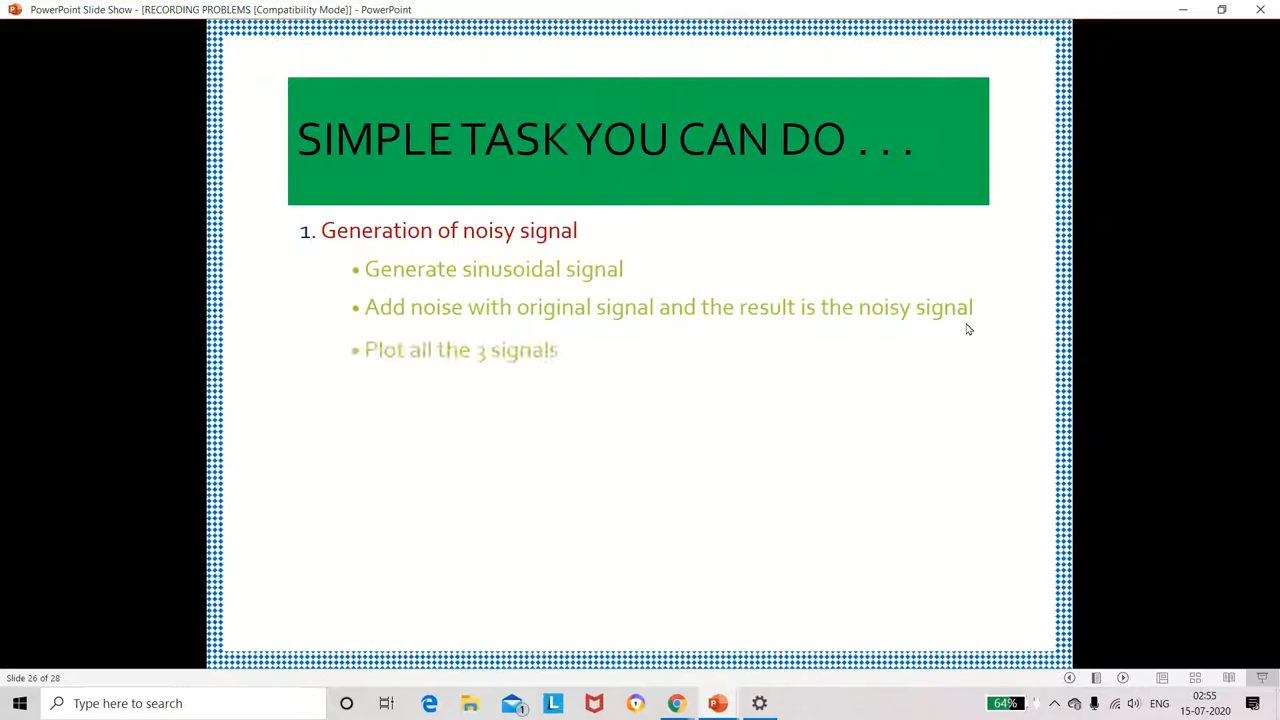 PowerPoint Slide Show - [RECORDING PROBLEMS [Compatibility Mode]] - PowerPoint
SIMPLE TASK YOU CAN DO . . .
1. Generation of noisy signal
• Generate sinusoidal signal
• Add noise with original signal and the result is the noisy signal
• Plot all the 3 signals
Slide 26 of 28
Type here to search
64%
ENG
02:55
15-07-2020